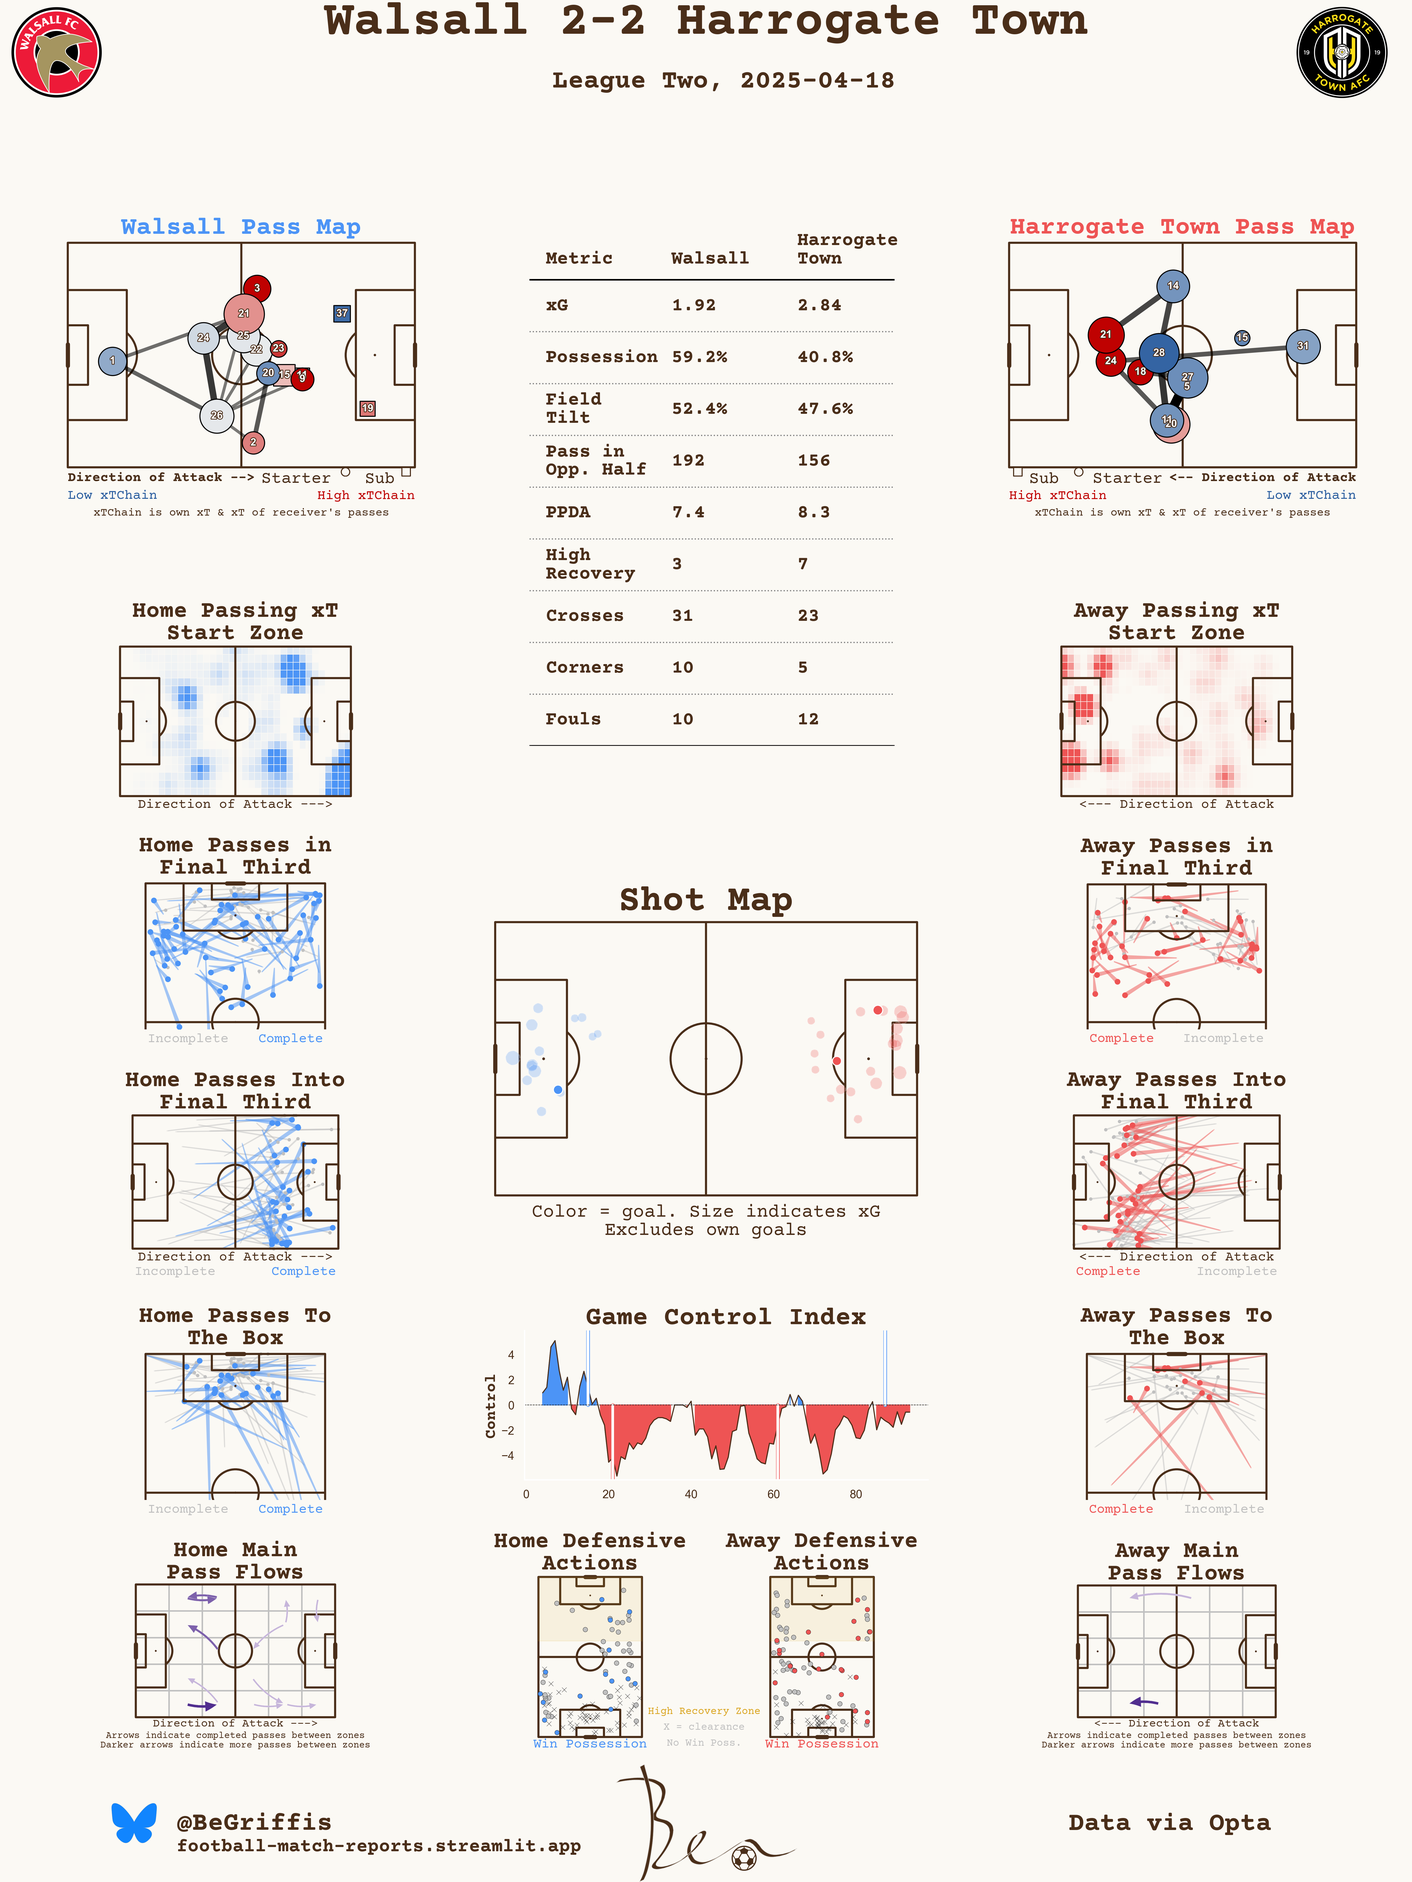 Walsall 2-2 Harrogate Town
League Two, 2025-04-18
WALSALL FC
HARROGATE
19 19
TOWN AFC
Walsall Pass Map
3
37
21
24
25
22
23
1
20
15
11
9
19
26
2
Direction of Attack --> Starter Sub
Low xTChain High xTChain
xTChain is own xT & xT of receiver's passes
Metric Walsall Harrogate Town
xG 1.92 2.84
Possession 59.2% 40.8%
Field Tilt 52.4% 47.6%
Pass in Opp. Half 192 156
PPDA 7.4 8.3
High Recovery 3 7
Crosses 31 23
Corners 10 5
Fouls 10 12
Harrogate Town Pass Map
14
21
15
31
28
24
18
27
5
11
20
Sub Starter <-- Direction of Attack
High xTChain Low xTChain
xTChain is own xT & xT of receiver's passes
Home Passing xT
Start Zone
Direction of Attack --->
Away Passing xT
Start Zone
<--- Direction of Attack
Home Passes in
Final Third
Incomplete Complete
Shot Map
Color = goal. Size indicates xG
Excludes own goals
Away Passes in
Final Third
Complete Incomplete
Home Passes Into
Final Third
Direction of Attack --->
Incomplete Complete
Away Passes Into
Final Third
<--- Direction of Attack
Complete Incomplete
Home Passes To
The Box
Incomplete Complete
Game Control Index
Control
4
2
0
−2
−4
0 20 40 60 80
Away Passes To
The Box
Complete Incomplete
Home Main
Pass Flows
Direction of Attack --->
Arrows indicate completed passes between zones
Darker arrows indicate more passes between zones
Home Defensive
Actions
Win Possession
High Recovery Zone
X = clearance
No Win Poss.
Away Defensive
Actions
Win Possession
Away Main
Pass Flows
<--- Direction of Attack
Arrows indicate completed passes between zones
Darker arrows indicate more passes between zones
@BeGriffis
football-match-reports.streamlit.app
Ben
Data via Opta